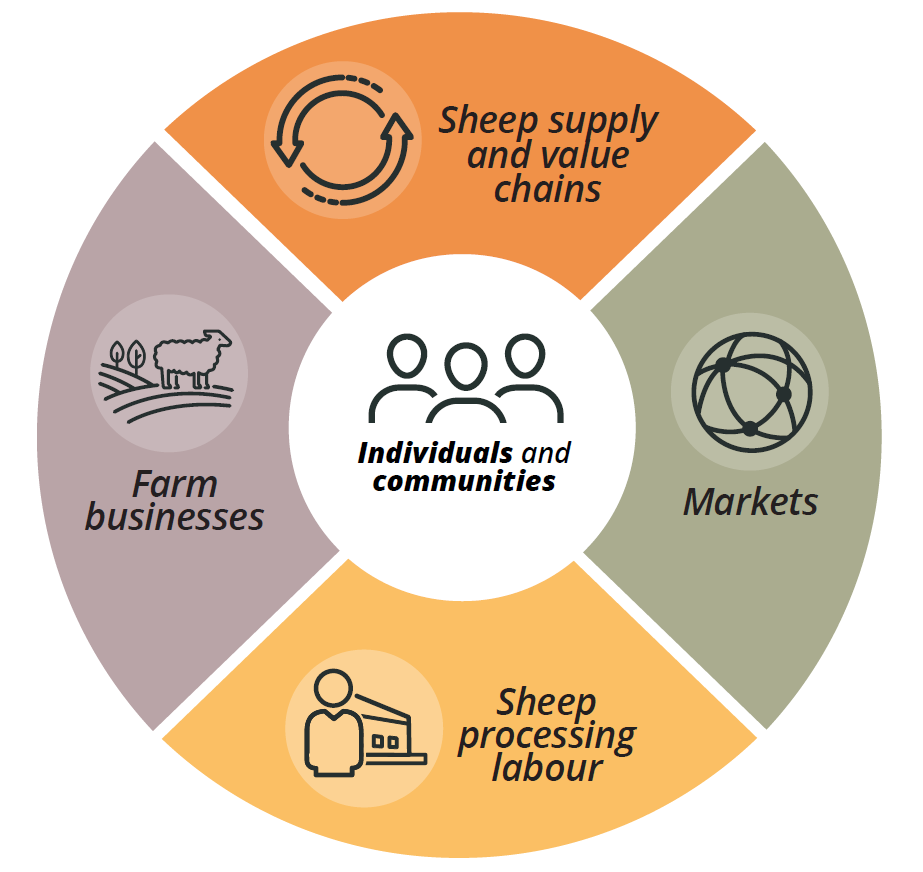 Sheep supply
and value
chains
Farm
businesses
Individuals and
communities
Markets
Sheep
processing
labour